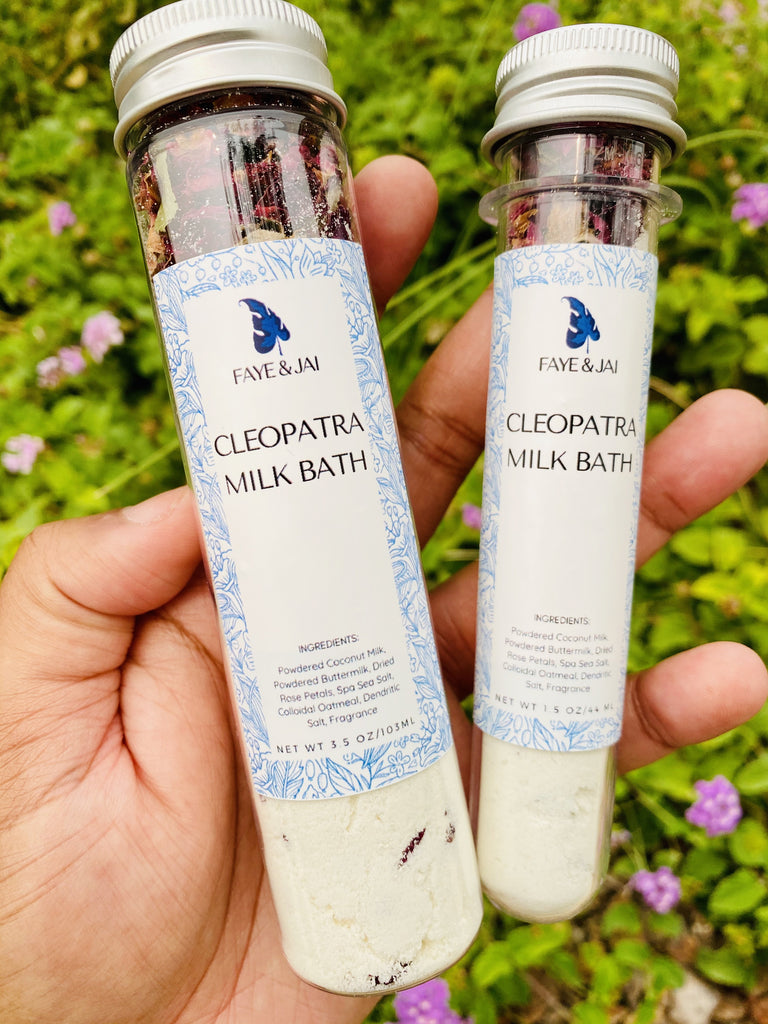 FAYE & JAI
CLEOPATRA
MILK BATH
INGREDIENTS:
Powdered Coconut Milk,
Powdered Buttermilk, Dried
Rose Petals, Spa Sea Salt,
Colloidal Oatmeal, Dendritic
Salt, Fragrance
NET WT 3.5 OZ/103ML
FAYE & JAI
CLEOPATRA
MILK BATH
INGREDIENTS:
Powdered Coconut Milk,
Powdered Buttermilk, Dried
Rose Petals, Spa Sea Salt,
Colloidal Oatmeal, Dendritic
Salt, Fragrance
NET WT 1.5 OZ/44 ML